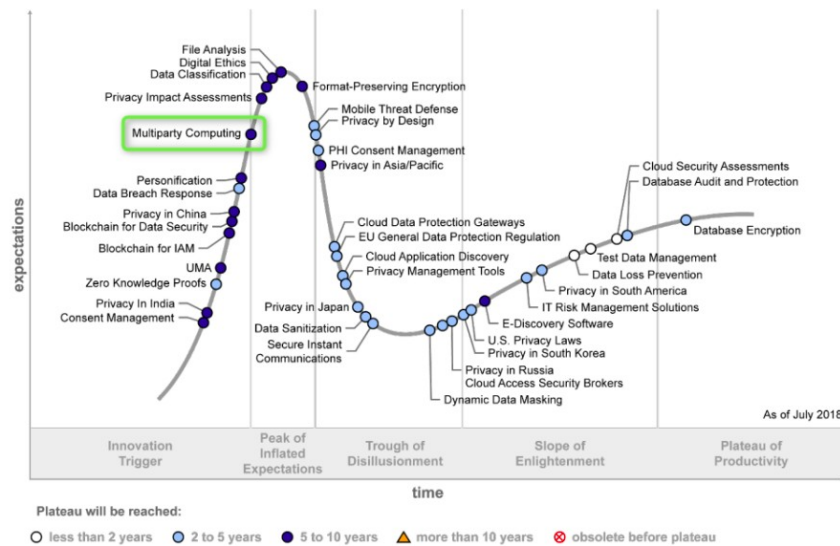 File Analysis
Digital Ethics
Data Classification
Privacy Impact Assessments
Format-Preserving Encryption
Multiparty Computing
Mobile Threat Defense
Privacy by Design
PHI Consent Management
Privacy in Asia/Pacific
Personification
Data Breach Response
Privacy in China
Blockchain for Data Security
Blockchain for IAM
UMA
Zero Knowledge Proofs
Privacy In India
Consent Management
Cloud Data Protection Gateways
EU General Data Protection Regulation
Cloud Application Discovery
Privacy Management Tools
Privacy in Japan
Data Sanitization
Secure Instant
Communications
Cloud Security Assessments
Database Audit and Protection
Database Encryption
Test Data Management
Data Loss Prevention
Privacy in South America
IT Risk Management Solutions
E-Discovery Software
U.S. Privacy Laws
Privacy in South Korea
Privacy in Russia
Cloud Access Security Brokers
Dynamic Data Masking
As of July 2018
expectations
Innovation
Trigger
Peak of
Inflated
Expectations
Trough of
Disillusionment
Slope of
Enlightenment
Plateau of
Productivity
time
Plateau will be reached:
less than 2 years
2 to 5 years
5 to 10 years
more than 10 years
obsolete before plateau